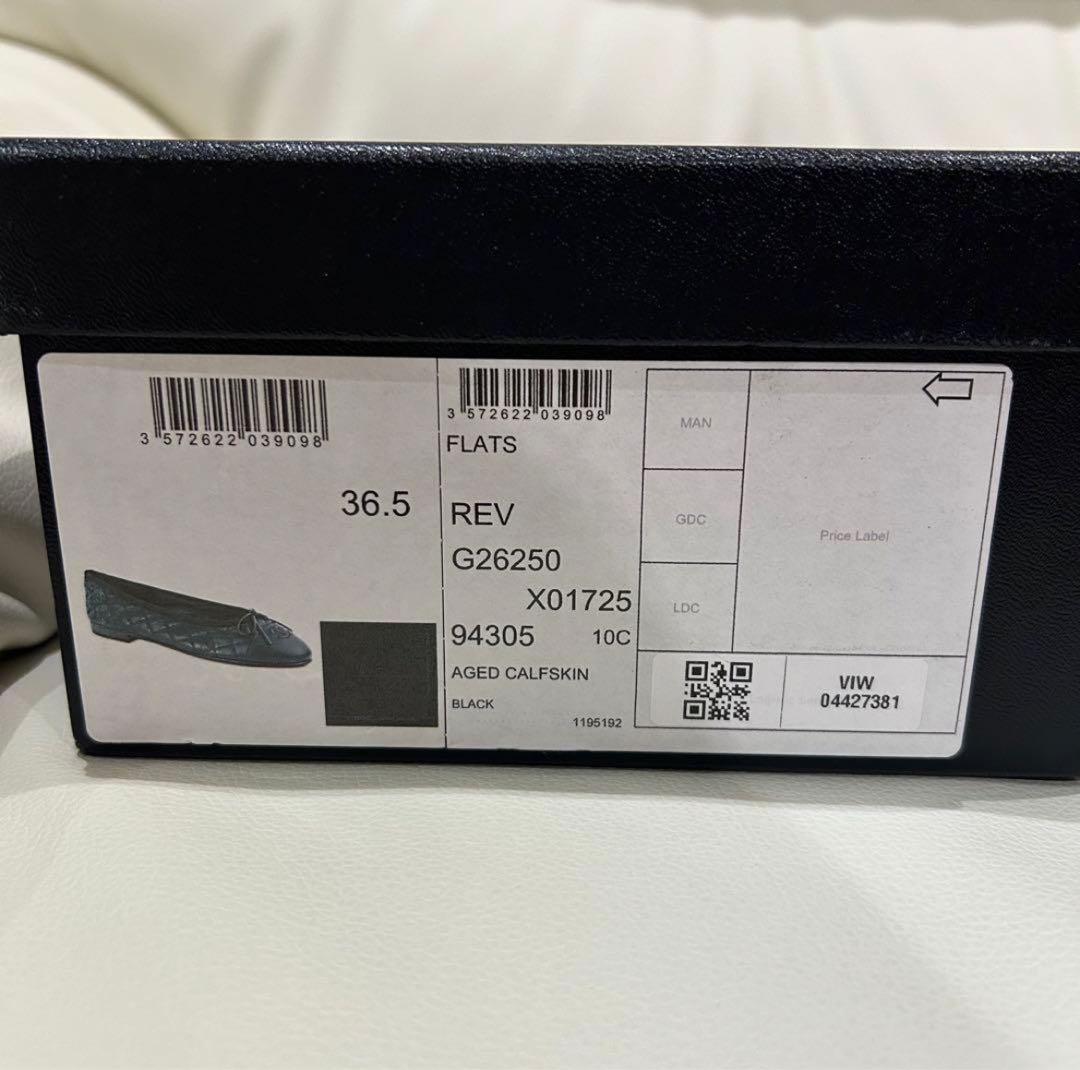 3 572622 039098
36.5
3 572622 039098
FLATS
REV
G26250
X01725
94305 10C
AGED CALFSKIN
BLACK
1195192
MAN
GDC
LDC
Price Label
VIW
04427381